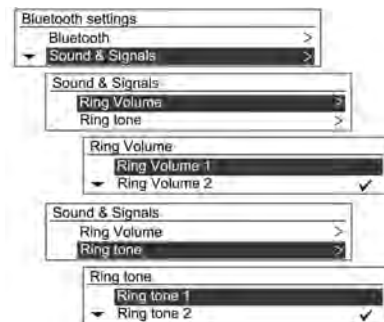 Bluetooth settings
Bluetooth >
Sound & Signals >
Sound & Signals
Ring Volume >
Ring tone >
Ring Volume
Ring Volume 1
Ring Volume 2 ✓
Sound & Signals
Ring Volume >
Ring tone >
Ring tone
Ring tone 1
Ring tone 2 ✓